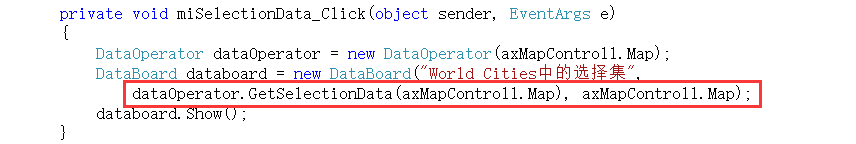 private void miSelectionData_Click(object sender, EventArgs e)
{
DataOperator dataOperator = new DataOperator(axMapControl1.Map);
DataBoard databoard = new DataBoard("World Cities中的选择集",
dataOperator.GetSelectionData(axMapControl1.Map), axMapControl1.Map);
databoard.Show();
}